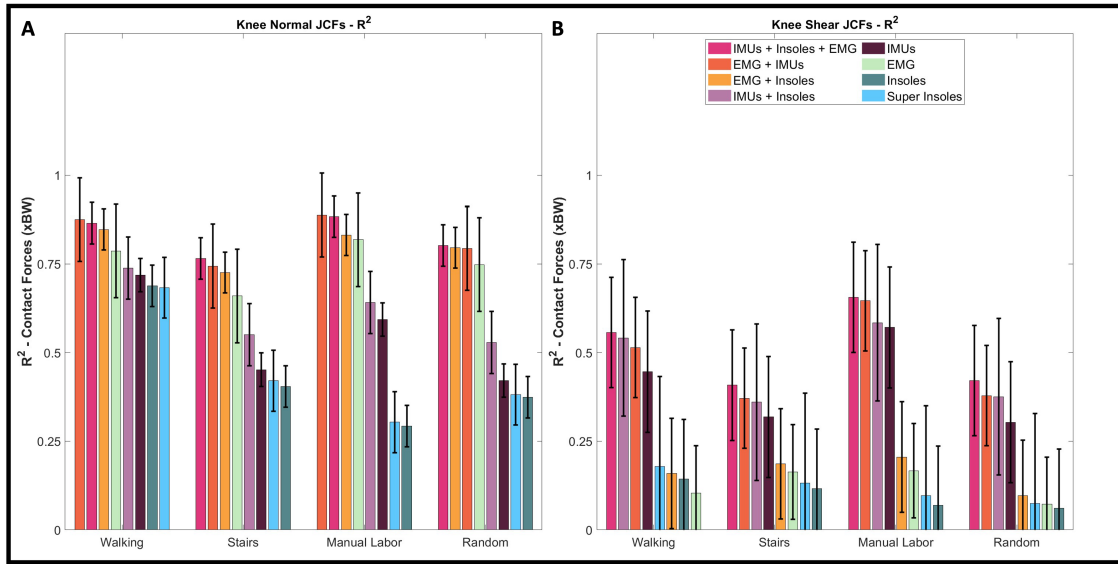 A
Knee Normal JCFs - R²
R² - Contact Forces (xBW)
1
0.75
0.5
0.25
0
Walking
Stairs
Manual Labor
Random
B
Knee Shear JCFs - R²
IMUs + Insoles + EMG
EMG + IMUs
EMG + Insoles
IMUs + Insoles
IMUs
EMG
Insoles
Super Insoles
R² - Contact Forces (xBW)
1
0.75
0.5
0.25
0
Walking
Stairs
Manual Labor
Random